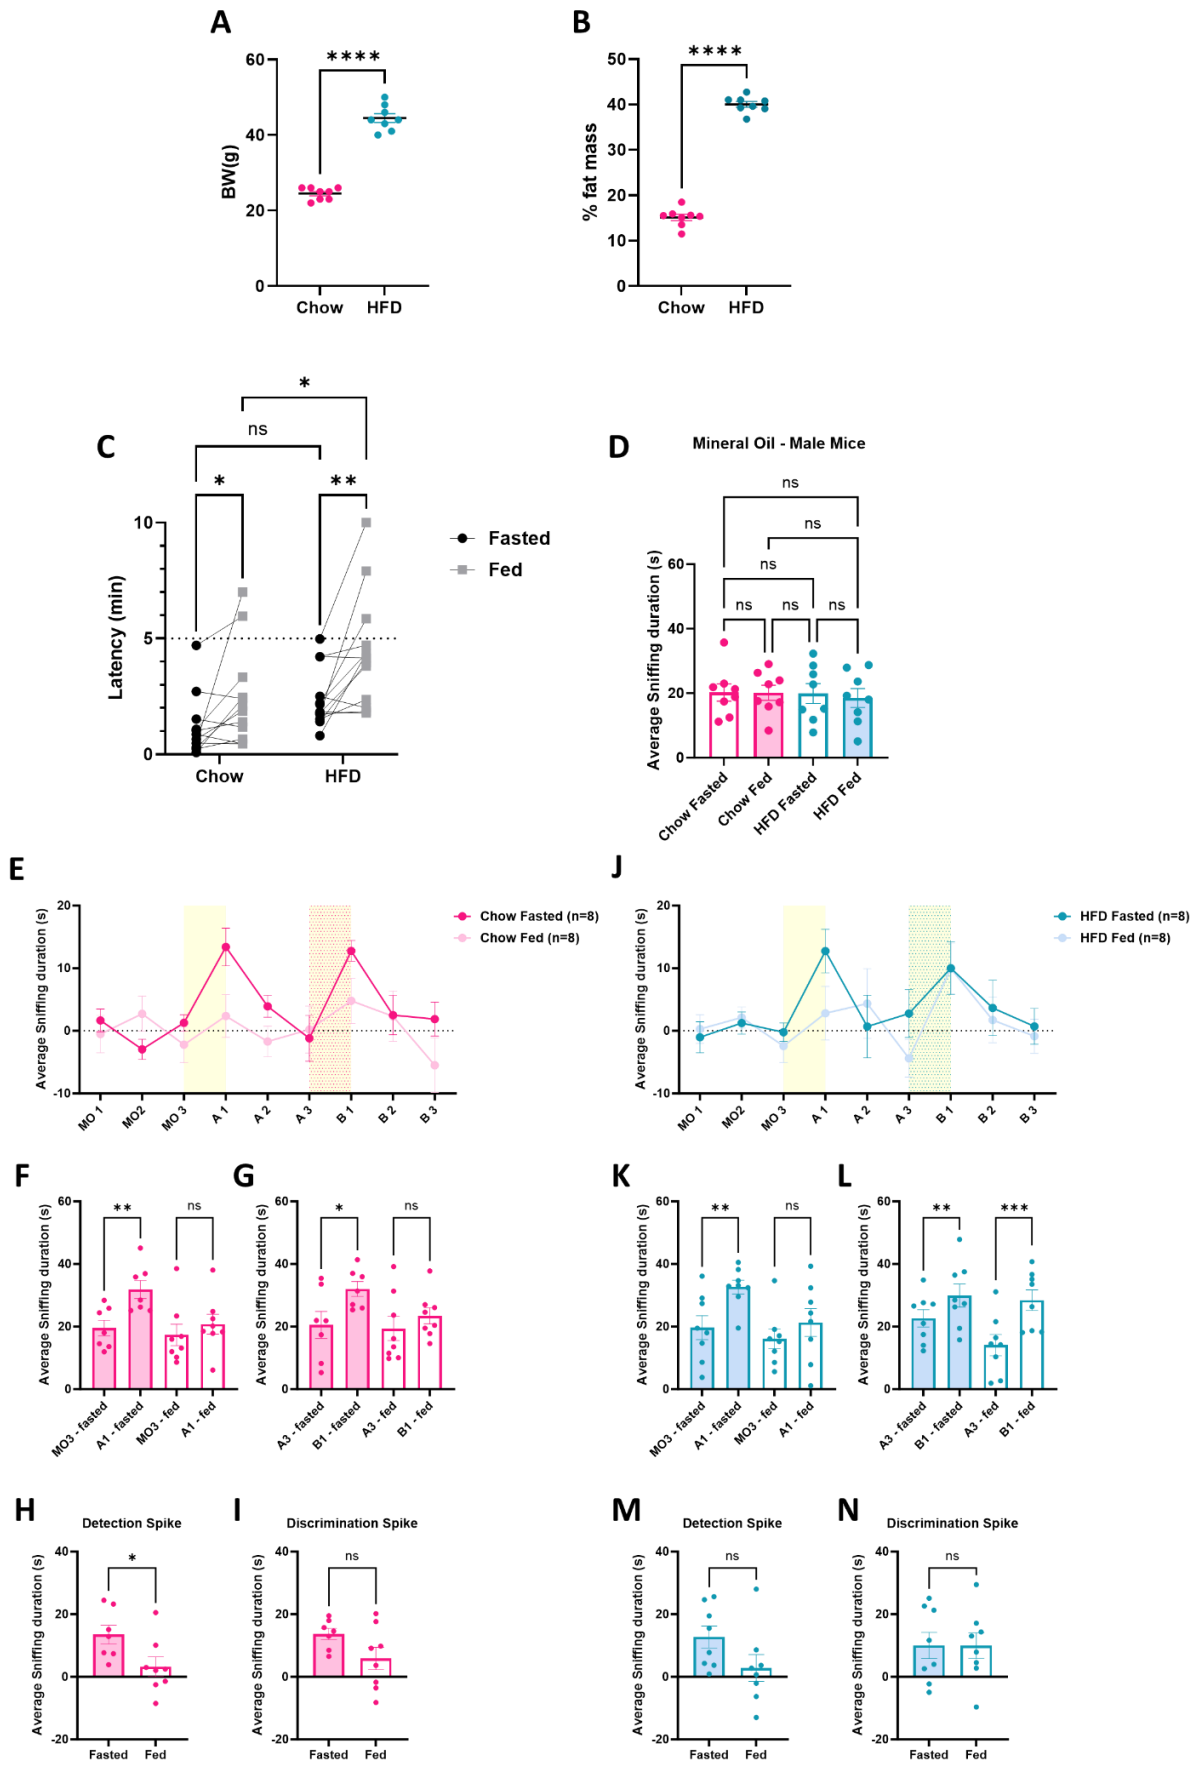 A
60
40
20
0
BW(g)
****
Chow
HFD
B
50
40
30
20
10
0
% fat mass
****
Chow
HFD
C
*
ns
*
**
10
5
0
Latency (min)
Chow
HFD
Fasted
Fed
D
Mineral Oil - Male Mice
ns
ns
ns
ns
ns
ns
60
40
20
0
Average Sniffing duration (s)
Chow Fasted
Chow Fed
HFD Fasted
HFD Fed
E
20
10
0
-10
Average Sniffing duration (s)
MO 1
MO2
MO 3
A 1
A 2
A 3
B 1
B 2
B 3
Chow Fasted (n=8)
Chow Fed (n=8)
J
20
10
0
-10
Average Sniffing duration (s)
MO 1
MO2
MO 3
A 1
A 2
A 3
B 1
B 2
B 3
HFD Fasted (n=8)
HFD Fed (n=8)
F
60
40
20
0
Average Sniffing duration (s)
**
ns
MO3 - fasted
A1 - fasted
MO3 - fed
A1 - fed
G
60
40
20
0
Average Sniffing duration (s)
*
ns
A3 - fasted
B1 - fasted
A3 - fed
B1 - fed
K
60
40
20
0
Average Sniffing duration (s)
**
ns
MO3 - fasted
A1 - fasted
MO3 - fed
A1 - fed
L
60
40
20
0
Average Sniffing duration (s)
**
***
A3 - fasted
B1 - fasted
A3 - fed
B1 - fed
H
Detection Spike
40
20
0
-20
Average Sniffing duration (s)
*
Fasted
Fed
I
Discrimination Spike
40
20
0
-20
Average Sniffing duration (s)
ns
Fasted
Fed
M
Detection Spike
40
20
0
-20
Average Sniffing duration (s)
ns
Fasted
Fed
N
Discrimination Spike
40
20
0
-20
Average Sniffing duration (s)
ns
Fasted
Fed